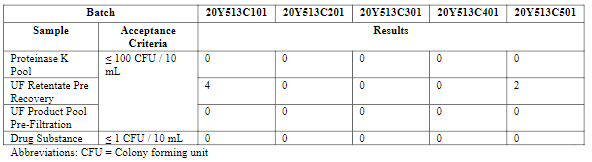 Batch 20Y513C101 20Y513C201 20Y513C301 20Y513C401 20Y513C501
Sample Acceptance Criteria Results
Proteinase K Pool ≤ 100 CFU / 10 mL 0 0 0 0 0
UF Retentate Pre Recovery 4 0 0 0 2
UF Product Pool Pre-Filtration 0 0 0 0 0
Drug Substance ≤ 1 CFU / 10 mL 0 0 0 0 0
Abbreviations: CFU = Colony forming unit